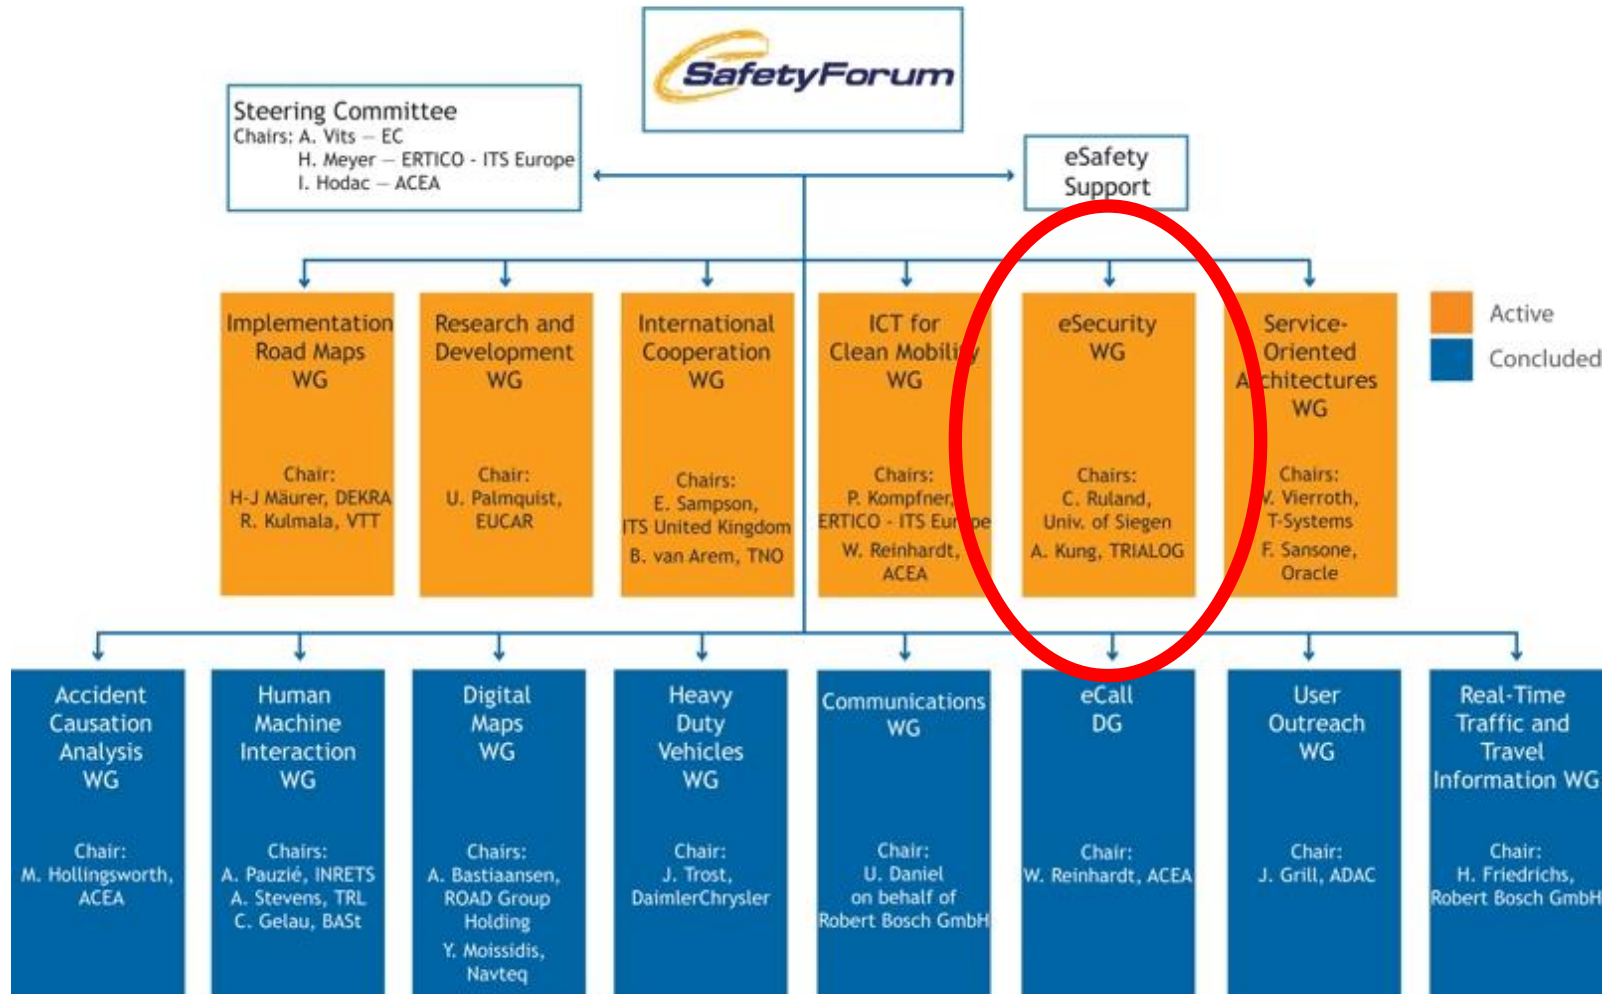 SafetyForum
Steering Committee
Chairs: A. Vits – EC
H. Meyer – ERTICO - ITS Europe
I. Hodac – ACEA
eSafety
Support
Implementation
Road Maps
WG
Chair:
H-J Mäurer, DEKRA
R. Kulmala, VTT
Research and
Development
WG
Chair:
U. Palmquist,
EUCAR
International
Cooperation
WG
Chairs:
E. Sampson,
ITS United Kingdom
B. van Arem, TNO
ICT for
Clean Mobility
WG
Chairs:
P. Kompfner,
ERTICO - ITS Europe
W. Reinhardt,
ACEA
eSecurity
WG
Chairs:
C. Ruland,
Univ. of Siegen
A. Kung, TRIALOG
Service-
Oriented
Architectures
WG
Chairs:
V. Vierroth,
T-Systems
F. Sansone,
Oracle
Active
Concluded
Accident
Causation
Analysis
WG
Chair:
M. Hollingsworth,
ACEA
Human
Machine
Interaction
WG
Chairs:
A. Pauzié, INRETS
A. Stevens, TRL
C. Gelau, BASt
Digital
Maps
WG
Chairs:
A. Bastiaansen,
ROAD Group
Holding
Y. Moissidis,
Navteq
Heavy
Duty
Vehicles
WG
Chair:
J. Trost,
DaimlerChrysler
Communications
WG
Chair:
U. Daniel
on behalf of
Robert Bosch GmbH
eCall
DG
Chair:
W. Reinhardt, ACEA
User
Outreach
WG
Chair:
J. Grill, ADAC
Real-Time
Traffic and
Travel
Information WG
Chair:
H. Friedrichs,
Robert Bosch GmbH